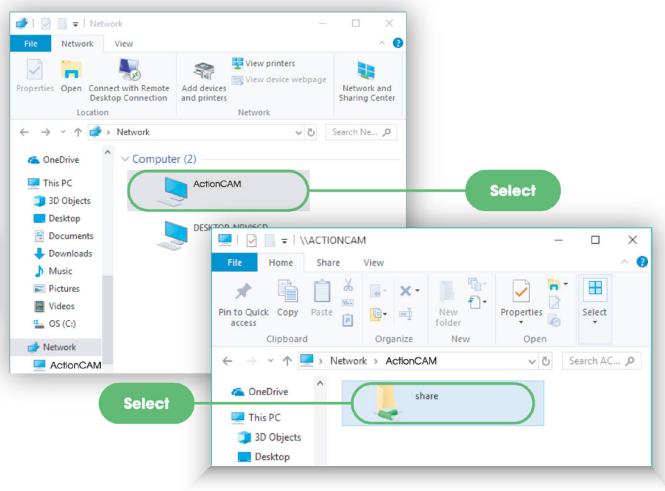 Network
File Network View
Properties Open Connect with Remote Desktop Connection
Add devices and printers
View printers
View device webpage
Network and Sharing Center
Location Network
Network
Search Ne...
OneDrive
Computer (2)
This PC
3D Objects
Desktop
Documents
Downloads
Music
Pictures
Videos
OS (C:)
Network
ActionCAM
ActionCAM
Select
\\ACTIONCAM
File Home Share View
Pin to Quick access
Copy
Paste
New folder
Properties
Select
Clipboard Organize New Open
Network > ActionCAM
Search AC...
OneDrive
This PC
3D Objects
Desktop
share
Select